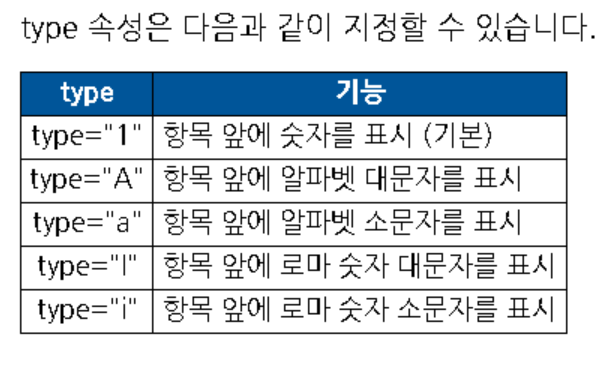 type 속성은 다음과 같이 지정할 수 있습니다.
type 기능
type="1" 항목 앞에 숫자를 표시 (기본)
type="A" 항목 앞에 알파벳 대문자를 표시
type="a" 항목 앞에 알파벳 소문자를 표시
type="I" 항목 앞에 로마 숫자 대문자를 표시
type="i" 항목 앞에 로마 숫자 소문자를 표시